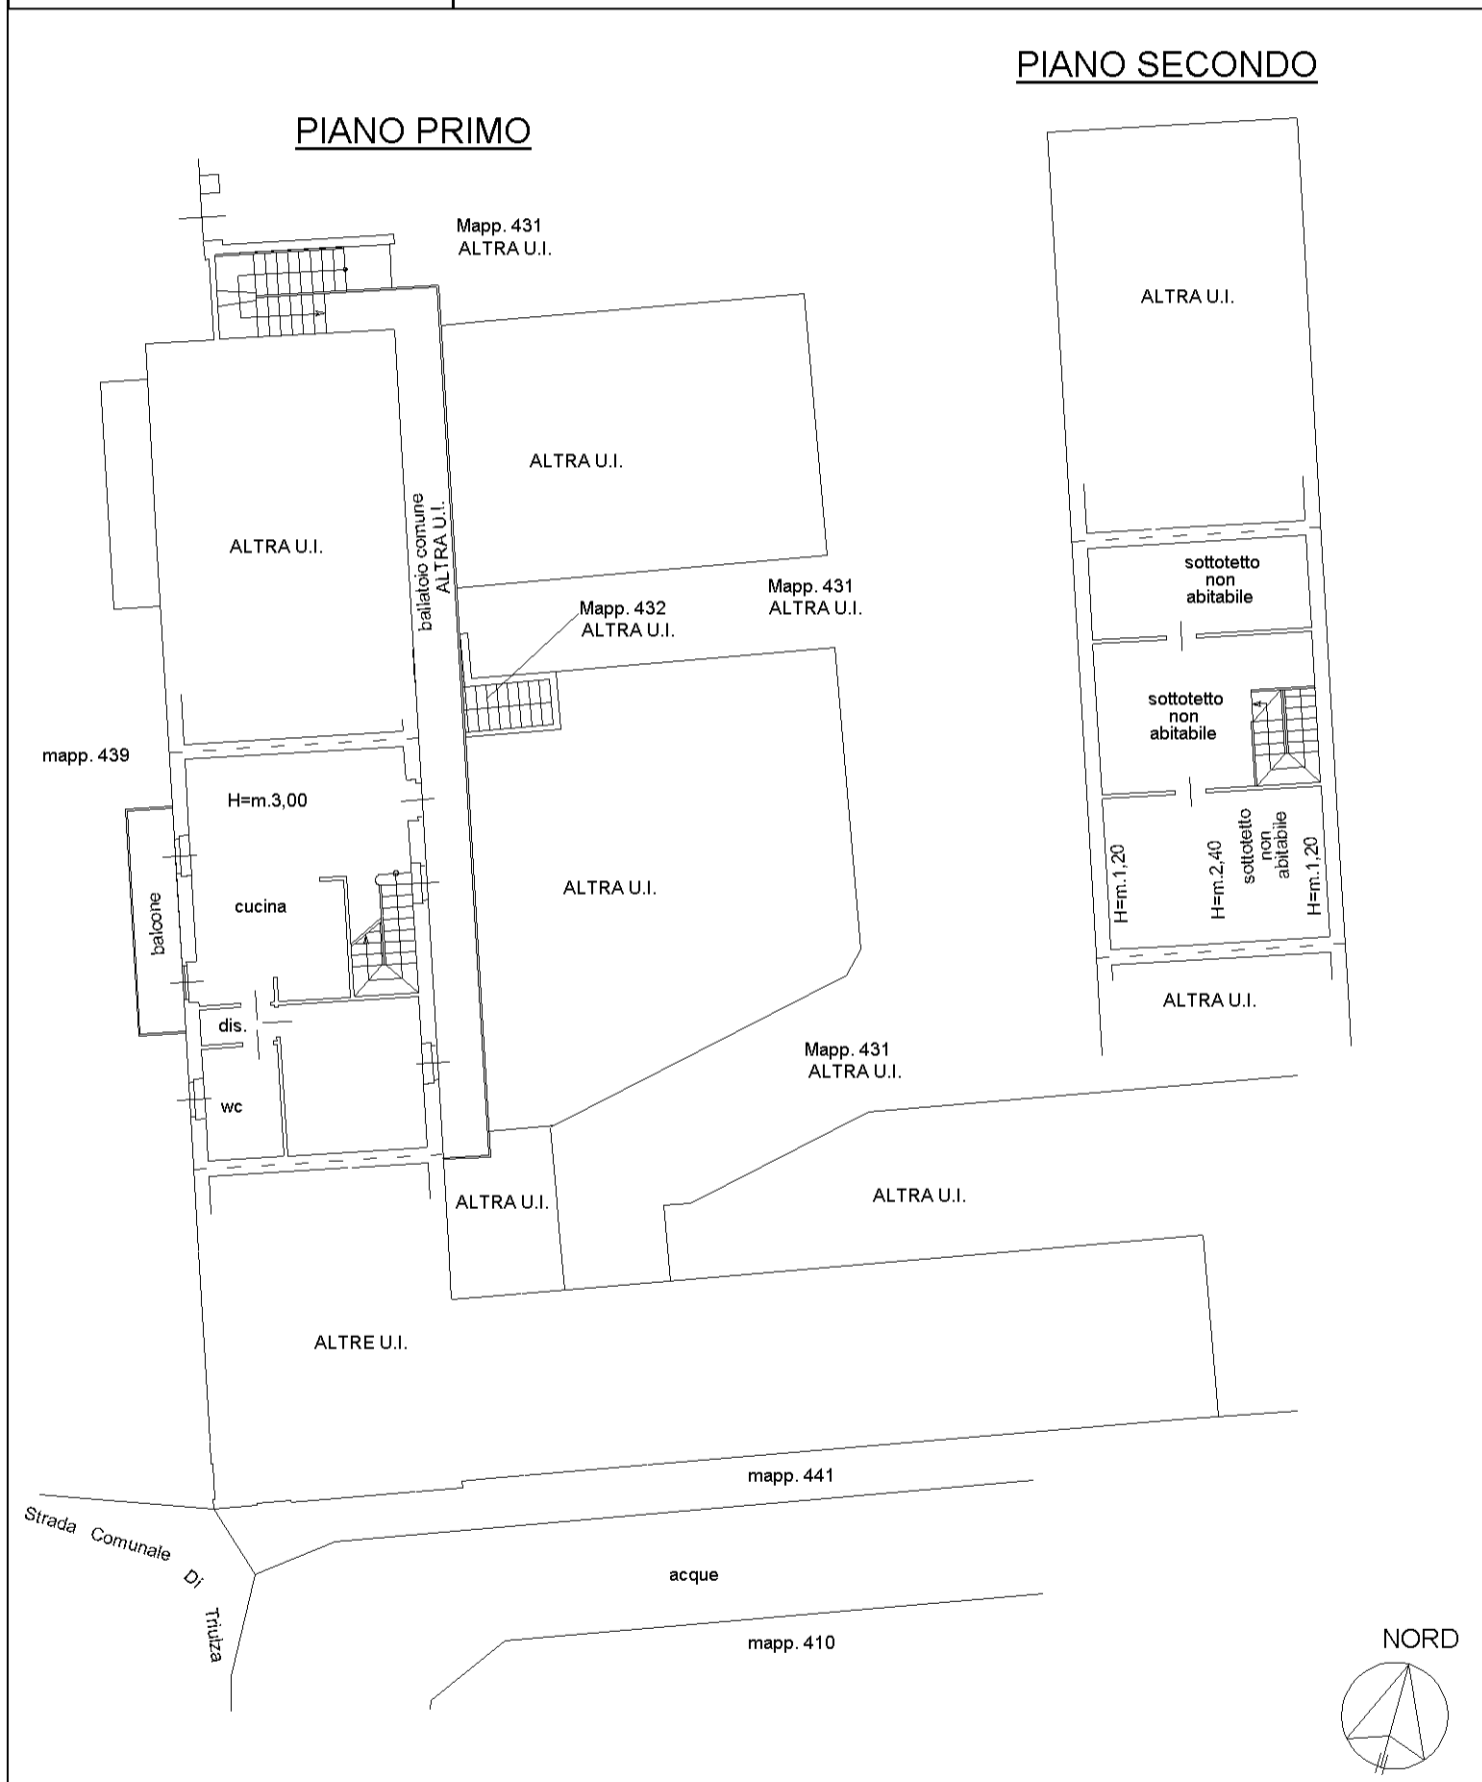 PIANO SECONDO
PIANO PRIMO
Mapp. 431
ALTRA U.I.
ALTRA U.I.
ALTRA U.I.
ALTRA U.I.
ballatoio comune
ALTRA U.I.
Mapp. 432
ALTRA U.I.
Mapp. 431
ALTRA U.I.
sottotetto
non
abitabile
sottotetto
non
abitabile
mapp. 439
H=m.3,00
cucina
balcone
ALTRA U.I.
H=m.1,20
H=m.2,40
sottotetto
non
abitabile
H=m.1,20
ALTRA U.I.
dis.
wc
Mapp. 431
ALTRA U.I.
ALTRA U.I.
ALTRA U.I.
ALTRE U.I.
mapp. 441
Strada Comunale Di Triulza
acque
mapp. 410
NORD